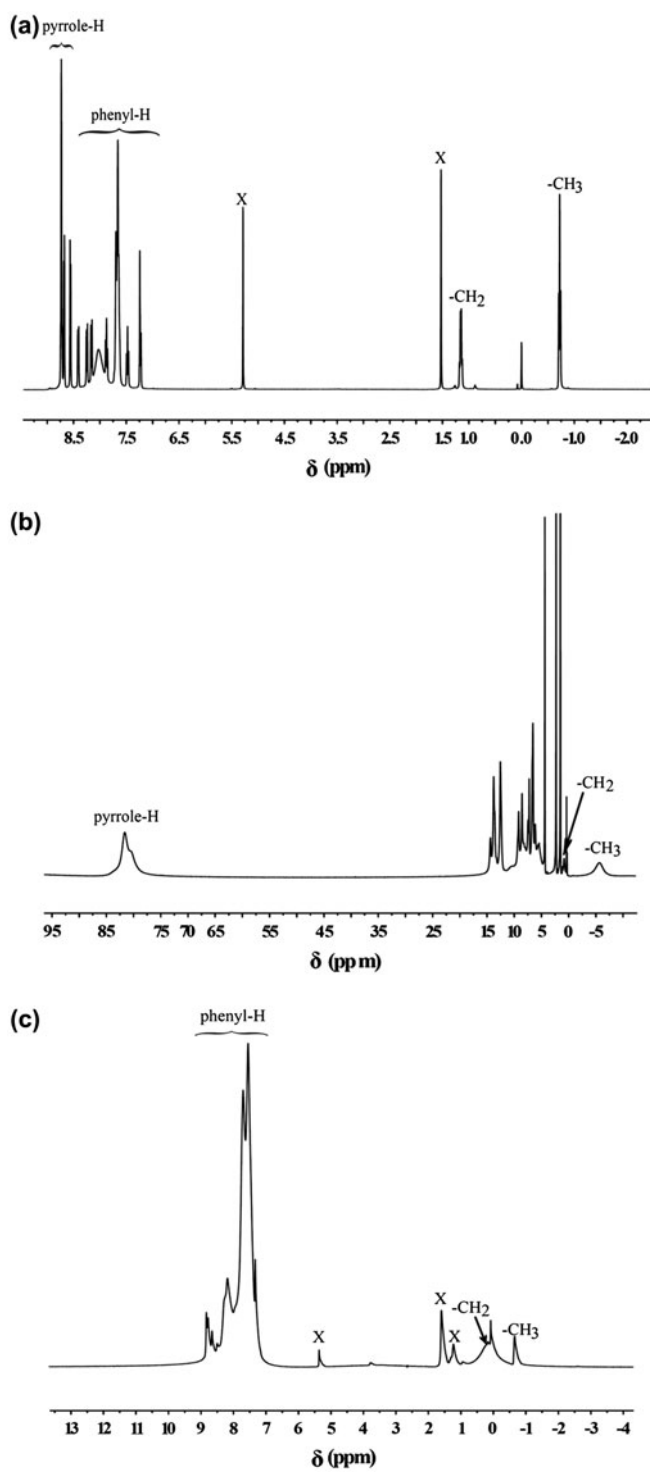 (a)
pyrrole-H
phenyl-H
X
X
-CH2
-CH3
8.5 7.5 6.5 5.5 4.5 3.5 2.5 1.5 1.0 0.0 -1.0 -2.0
δ (ppm)
(b)
pyrrole-H
-CH2
-CH3
95 85 75 70 65 55 45 35 25 15 10 5 0 -5
δ (ppm)
(c)
phenyl-H
X
X
-CH2
X
-CH3
13 12 11 10 9 8 7 6 5 4 3 2 1 0 -1 -2 -3 -4
δ (ppm)